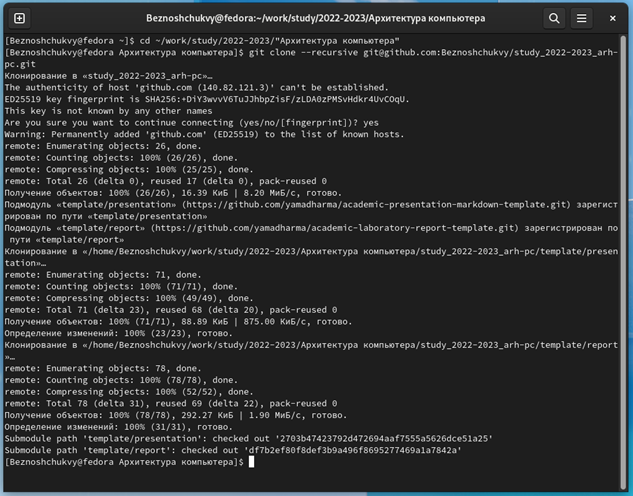 Beznoshchukvy@fedora:~/work/study/2022-2023/Архитектура компьютера
[Beznoshchukvy@fedora ~]$ cd ~/work/study/2022-2023/"Архитектура компьютера"
[Beznoshchukvy@fedora Архитектура компьютера]$ git clone --recursive git@github.com:Beznoshchukvy/study_2022-2023_arh-
pc.git
Клонирование в «study_2022-2023_arh-pc»…
The authenticity of host 'github.com (140.82.121.3)' can't be established.
ED25519 key fingerprint is SHA256:+DiY3wvvV6TuJJhbpZisF/zLDA0zPMSvHdkr4UvCOqU.
This key is not known by any other names
Are you sure you want to continue connecting (yes/no/[fingerprint])? yes
Warning: Permanently added 'github.com' (ED25519) to the list of known hosts.
remote: Enumerating objects: 26, done.
remote: Counting objects: 100% (26/26), done.
remote: Compressing objects: 100% (25/25), done.
remote: Total 26 (delta 0), reused 17 (delta 0), pack-reused 0
Получение объектов: 100% (26/26), 16.39 КиБ | 8.20 МиБ/с, готово.
Подмодуль «template/presentation» (https://github.com/yamadharma/academic-presentation-markdown-template.git) зарегист
рирован по пути «template/presentation»
Подмодуль «template/report» (https://github.com/yamadharma/academic-laboratory-report-template.git) зарегистрирован по
 пути «template/report»
Клонирование в «/home/Beznoshchukvy/work/study/2022-2023/Архитектура компьютера/study_2022-2023_arh-pc/template/presen
tation»…
remote: Enumerating objects: 71, done.
remote: Counting objects: 100% (71/71), done.
remote: Compressing objects: 100% (49/49), done.
remote: Total 71 (delta 23), reused 68 (delta 20), pack-reused 0
Получение объектов: 100% (71/71), 88.89 КиБ | 875.00 КиБ/с, готово.
Определение изменений: 100% (23/23), готово.
Клонирование в «/home/Beznoshchukvy/work/study/2022-2023/Архитектура компьютера/study_2022-2023_arh-pc/template/report
»…
remote: Enumerating objects: 78, done.
remote: Counting objects: 100% (78/78), done.
remote: Compressing objects: 100% (52/52), done.
remote: Total 78 (delta 31), reused 69 (delta 22), pack-reused 0
Получение объектов: 100% (78/78), 292.27 КиБ | 1.90 МиБ/с, готово.
Определение изменений: 100% (31/31), готово.
Submodule path 'template/presentation': checked out '2703b47423792d472694aaf7555a5626dce51a25'
Submodule path 'template/report': checked out 'df7b2ef80f8def3b9a496f8695277469a1a7842a'
[Beznoshchukvy@fedora Архитектура компьютера]$